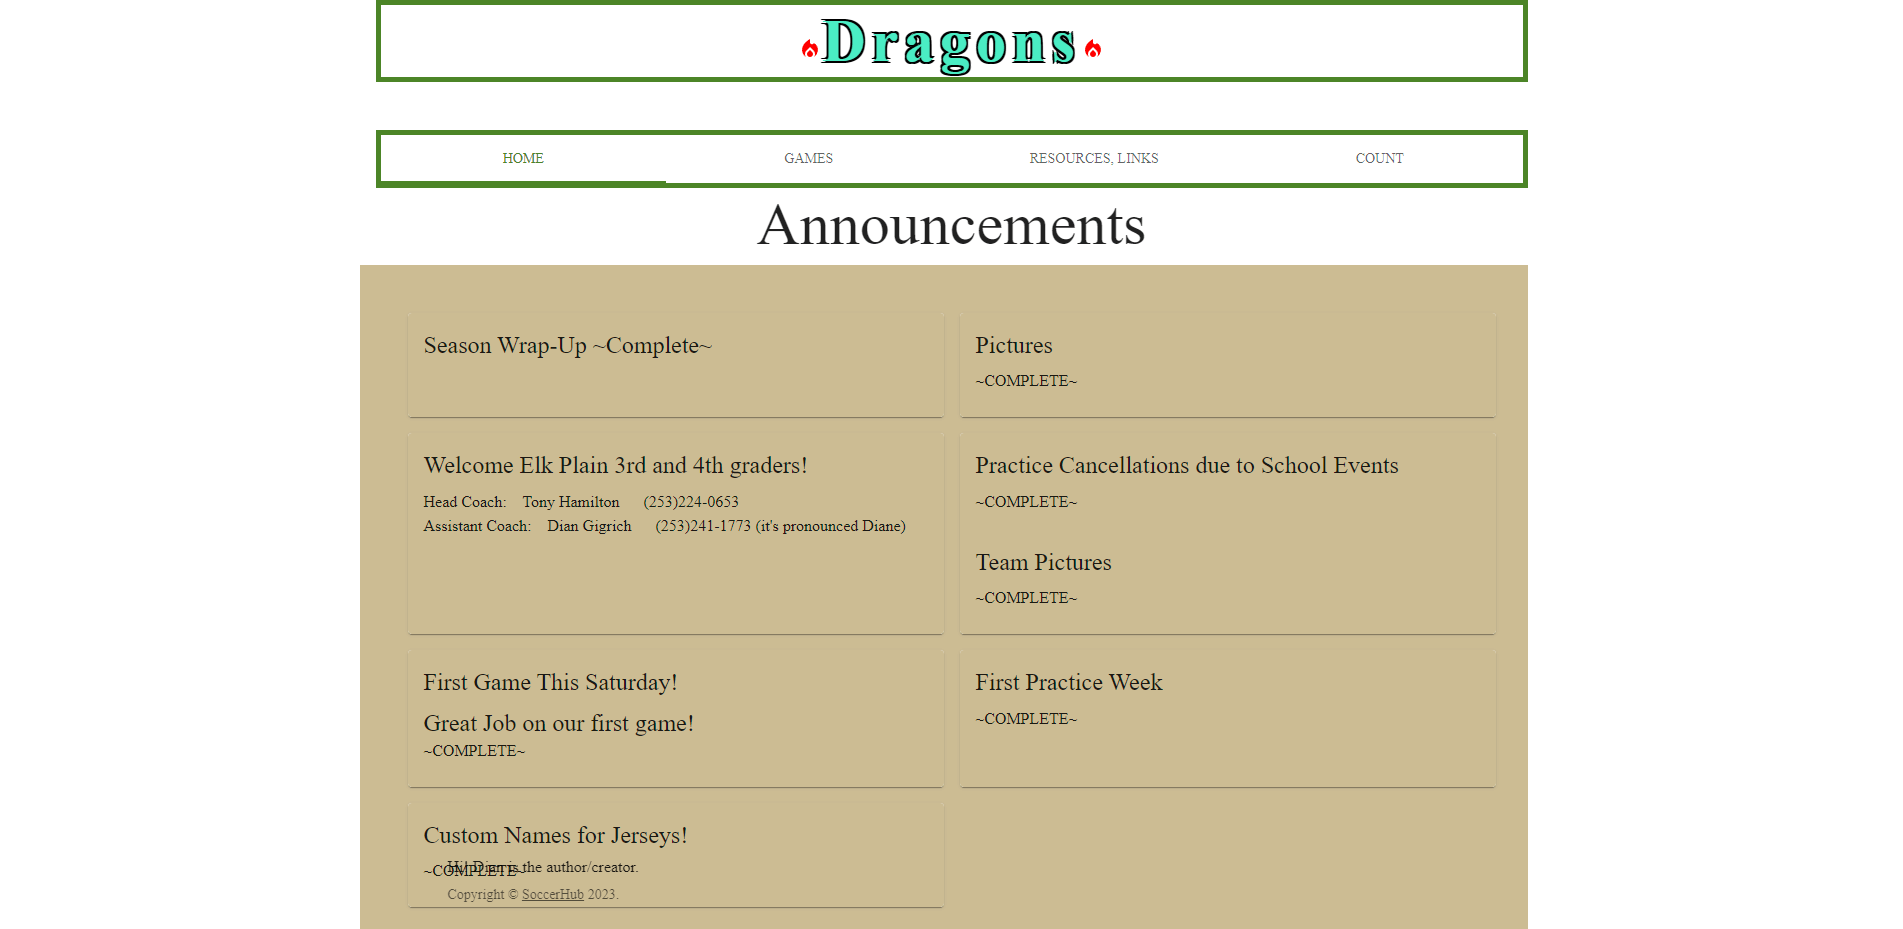 Dragons
HOME
GAMES
RESOURCES, LINKS
COUNT
Announcements
Season Wrap-Up ~Complete~
Pictures
~COMPLETE~
Welcome Elk Plain 3rd and 4th graders!
Head Coach: Tony Hamilton (253)224-0653
Assistant Coach: Dian Gigrich (253)241-1773 (it's pronounced Diane)
Practice Cancellations due to School Events
~COMPLETE~
Team Pictures
~COMPLETE~
First Game This Saturday!
Great Job on our first game!
~COMPLETE~
First Practice Week
~COMPLETE~
Custom Names for Jerseys!
~COMPLETE~
Hi! Dian is the author/creator.
Copyright © SoccerHub 2023.